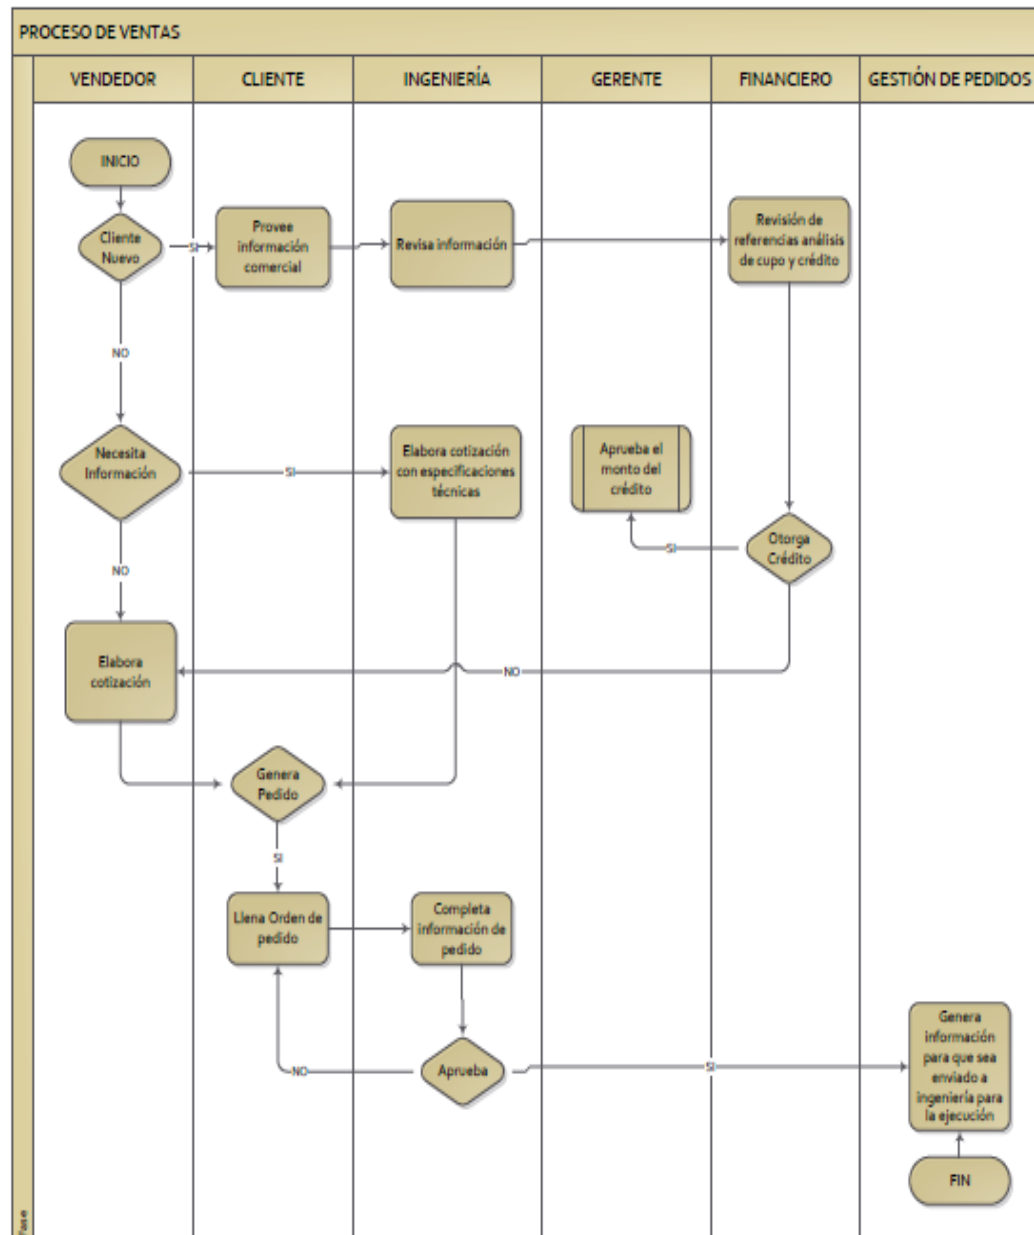 PROCESO DE VENTAS
VENDEDOR
CLIENTE
INGENIERÍA
GERENTE
FINANCIERO
GESTIÓN DE PEDIDOS
INICIO
Cliente
Nuevo
SI
Provee
información
comercial
Revisa información
Revisión de
referencias análisis
de cupo y crédito
NO
Necesita
Información
SI
Elabora cotización
con especificaciones
técnicas
Aprueba el
monto del
crédito
SI
Otorga
Crédito
NO
Elabora
cotización
NO
Genera
Pedido
SI
Llena Orden de
pedido
Completa
información de
pedido
NO
Aprueba
SI
Genera
información
para que sea
enviado a
ingeniería para
la ejecución
FIN
Fase